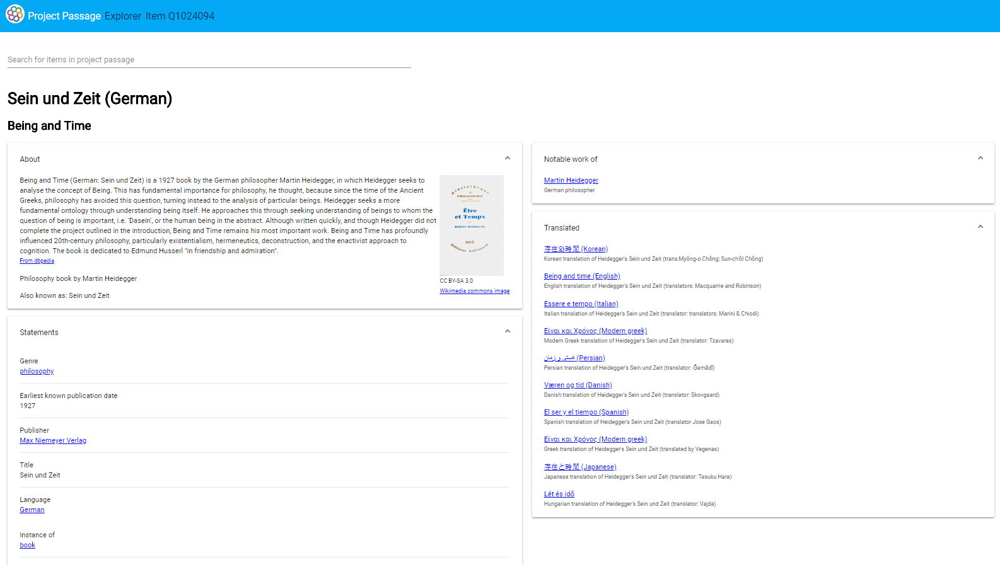 Project Passage Explorer Item Q1024094
Search for items in project passage
Sein und Zeit (German)
Being and Time
About
Being and Time (German: Sein und Zeit) is a 1927 book by the German philosopher Martin Heidegger, in which Heidegger seeks to
analyse the concept of Being. This has fundamental importance for philosophy, he thought, because since the time of the Ancient
Greeks, philosophy has avoided this question, turning instead to the analysis of particular beings. Heidegger seeks a more
fundamental ontology through understanding being itself. He approaches this through seeking understanding of beings to whom the
question of being is important, i.e. 'Dasein', or the human being in the abstract. Although written quickly, and though Heidegger did not
complete the project outlined in the introduction, Being and Time remains his most important work. Being and Time has profoundly
influenced 20th-century philosophy, particularly existentialism, hermeneutics, deconstruction, and the enactivist approach to
cognition. The book is dedicated to Edmund Husserl "in friendship and admiration".
From dbpedia
Philosophy book by Martin Heidegger
Also known as: Sein und Zeit
Bibliothèque
de
PHILOSOPHIE
Être
et Temps
par
MARTIN HEIDEGGER
nrf
Editions Gallimard
CC BY-SA 3.0
Wikimedia commons image
Statements
Genre
philosophy
Earliest known publication date
1927
Publisher
Max Niemeyer Verlag
Title
Sein und Zeit
Language
German
Instance of
book
Notable work of
Martin Heidegger
German philosopher
Translated
存在와時間 (Korean)
Korean translation of Heidegger's Sein und Zeit (trans:Myŏng-o Chŏng; Sun-ch'ŏl Chŏng)
Being and time (English)
English translation of Heidegger's Sein und Zeit (translators: Macquarrie and Robinson)
Essere e tempo (Italian)
Italian translation of Heidegger's Sein und Zeit (translator: translators: Marini & Chiodi)
Είναι και Χρόνος (Modern greek)
Modern Greek translation of Heidegger's Sein und Zeit (translator: Tzavaras)
هستی و زمان (Persian)
Persian translation of Heidegger's Sein und Zeit (translator: Ǧamādī)
Væren og tid (Danish)
Danish translation of Heidegger's Sein und Zeit (translator: Skovgaard)
El ser y el tiempo (Spanish)
Spanish translation of Heidegger's Sein und Zeit (translator Jose Gaos)
Είναι και Χρόνος (Modern greek)
Greek translation of Heidegger's Sein und Zeit (translated by Vegenas)
存在と時間 (Japanese)
Japanese translation of Heidegger's Sein und Zeit (translator: Tasuku Hara)
Lét és idő
Hungarian translation of Heidegger's Sein und Zeit (translator: Vajda)